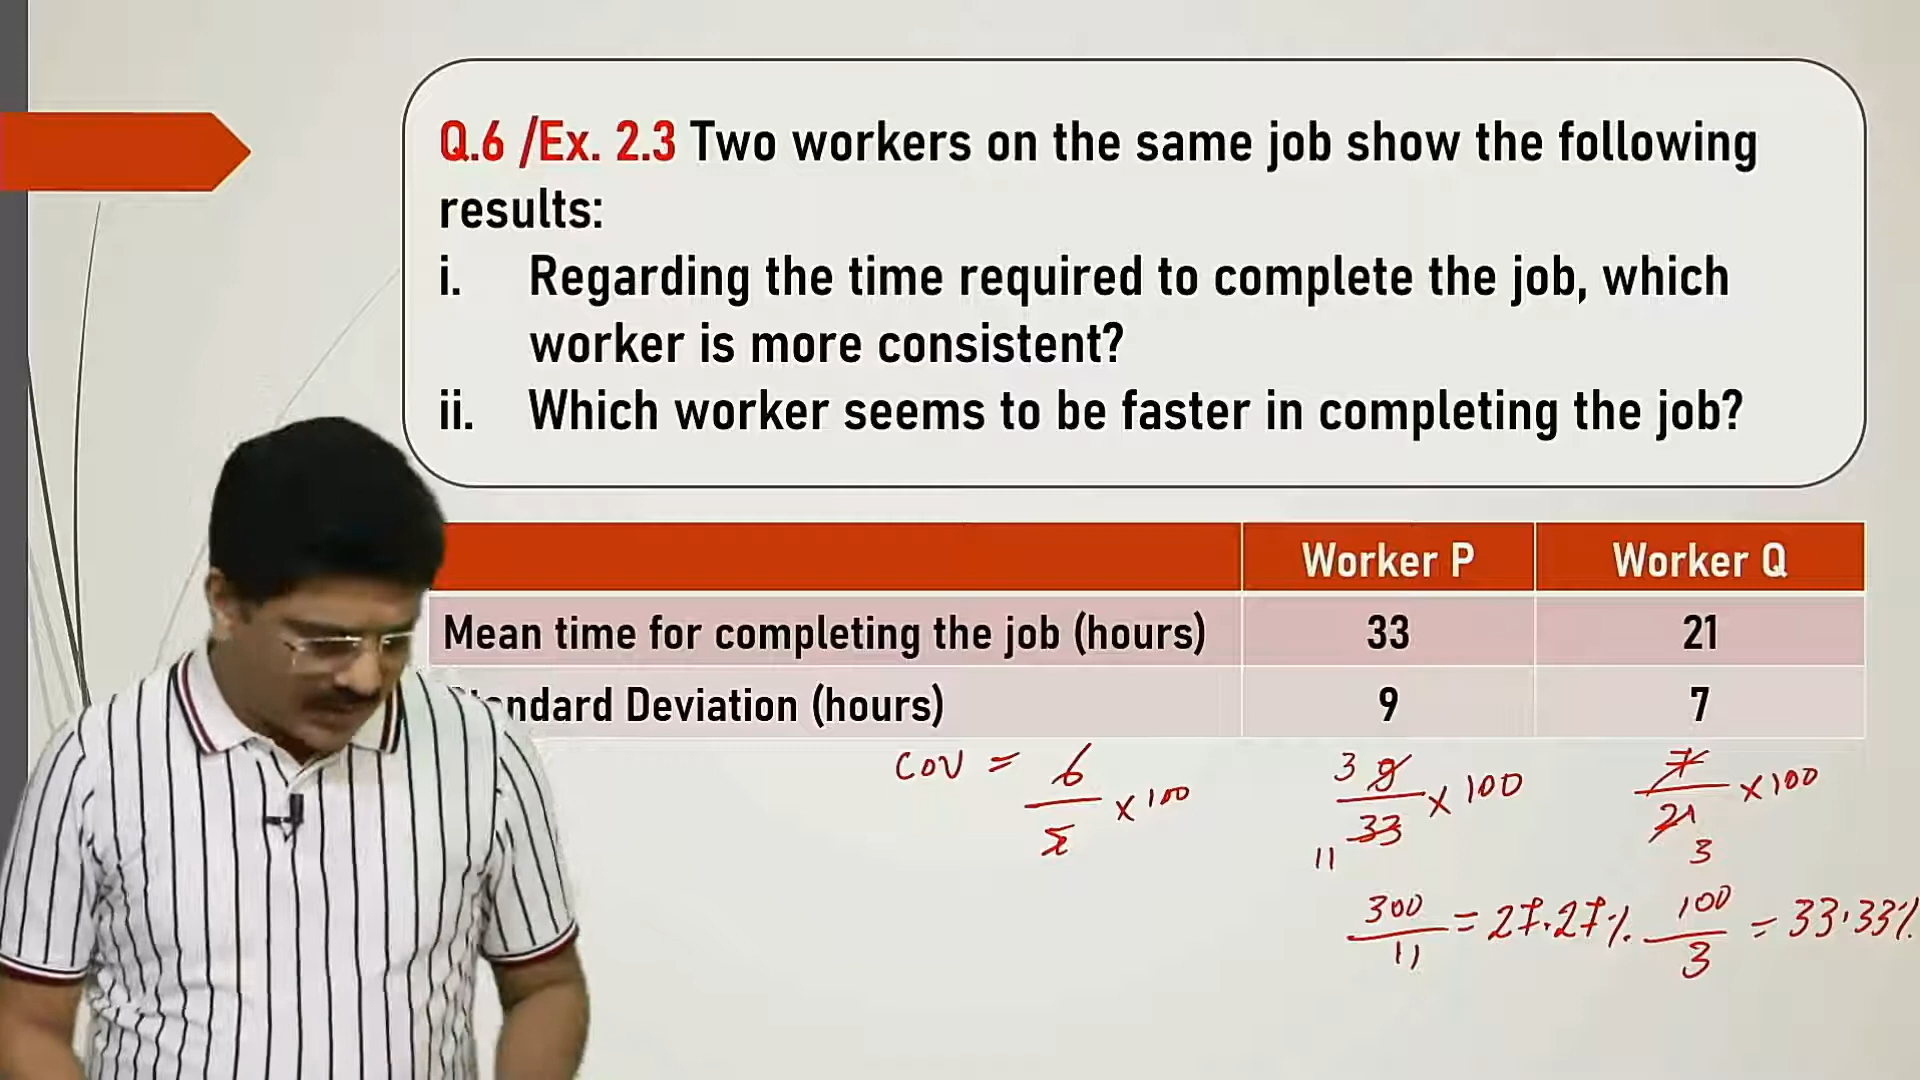 Q.6 /Ex. 2.3 Two workers on the same job show the following
results:
i. Regarding the time required to complete the job, which
worker is more consistent?
ii. Which worker seems to be faster in completing the job?
Worker P Worker Q
Mean time for completing the job (hours) 33 21
ndard Deviation (hours) 9 7
COV = σ/x̄ × 100
3 9/33 11 × 100
7/21 3 × 100
300/11 = 27.27%.
100/3 = 33.33%.